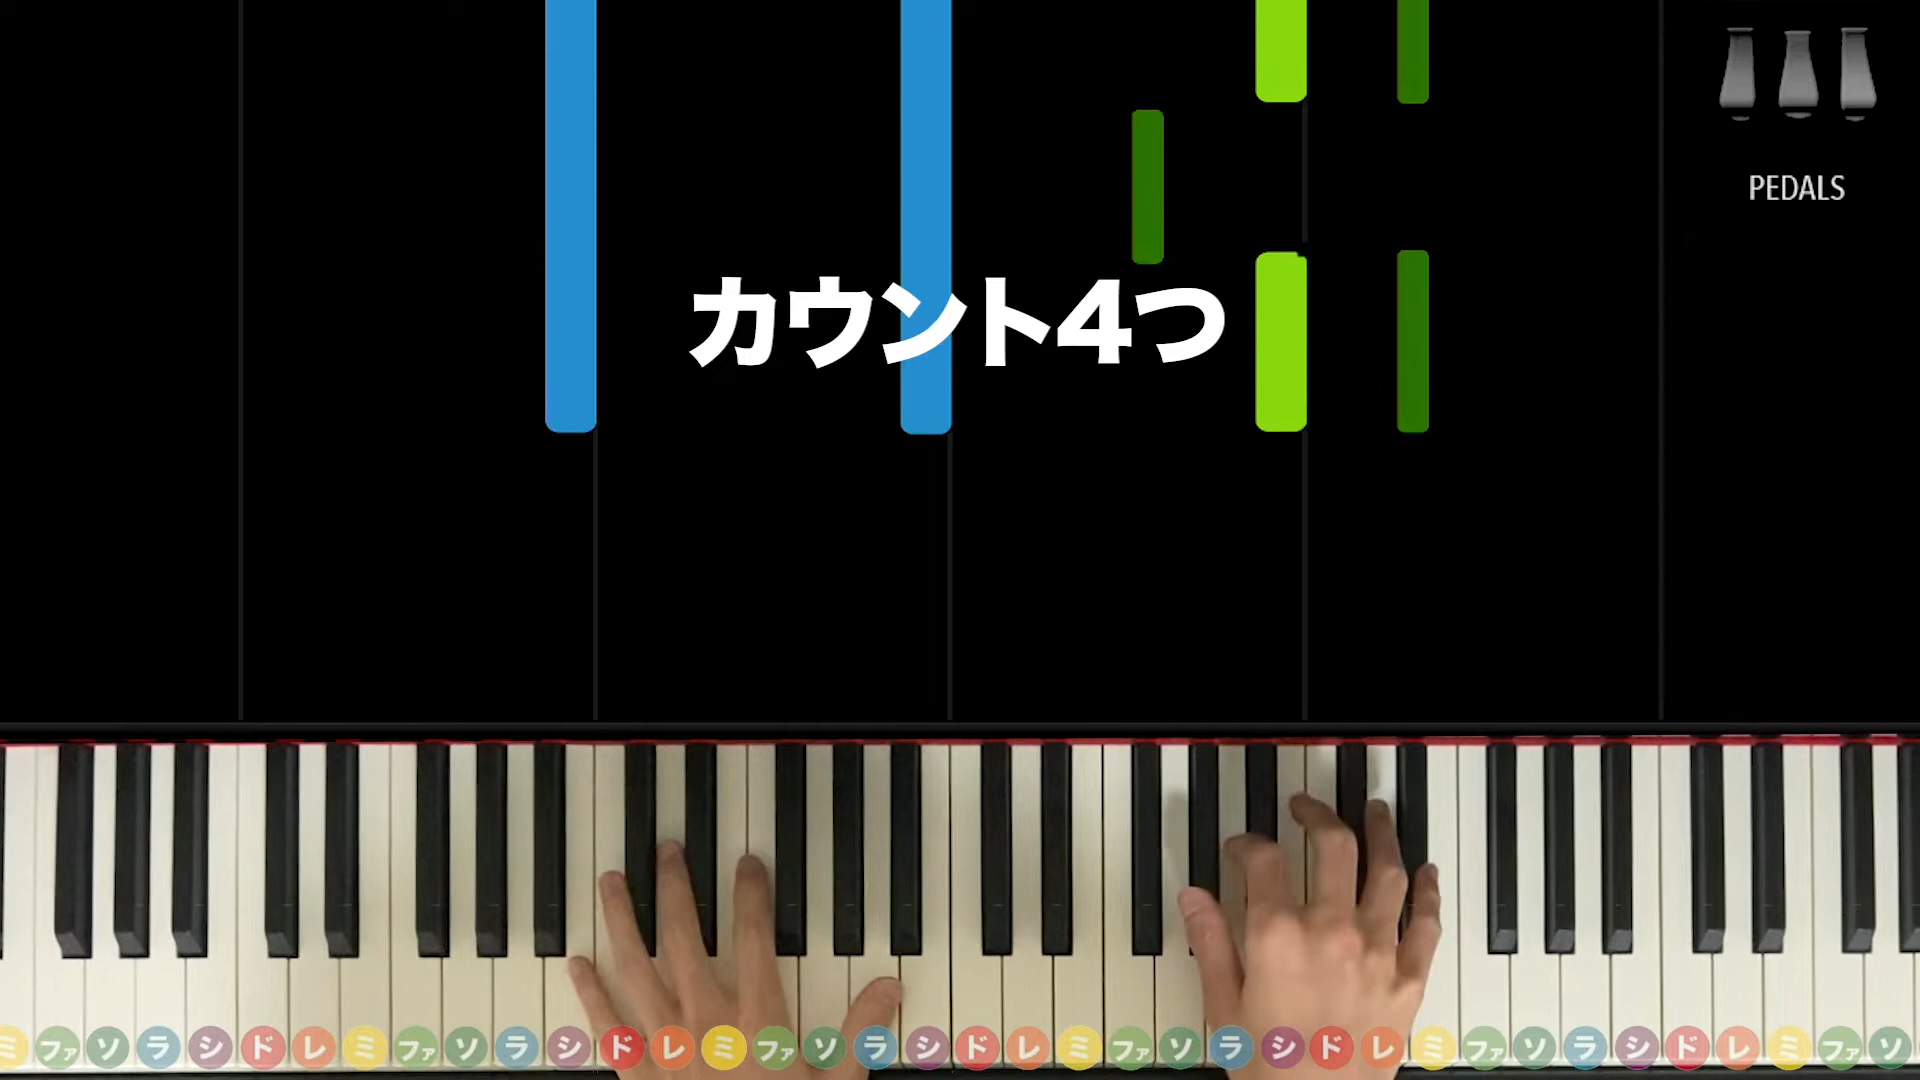 PEDALS
カウント4つ
ミ ファ ソ ラ シ ド レ ミ ファ ソ ラ シ ド レ ミ ファ ソ ラ シ ド レ ミ ファ ソ ラ シ ド レ ミ ファ ソ ラ シ ド レ ミ ファ ソ